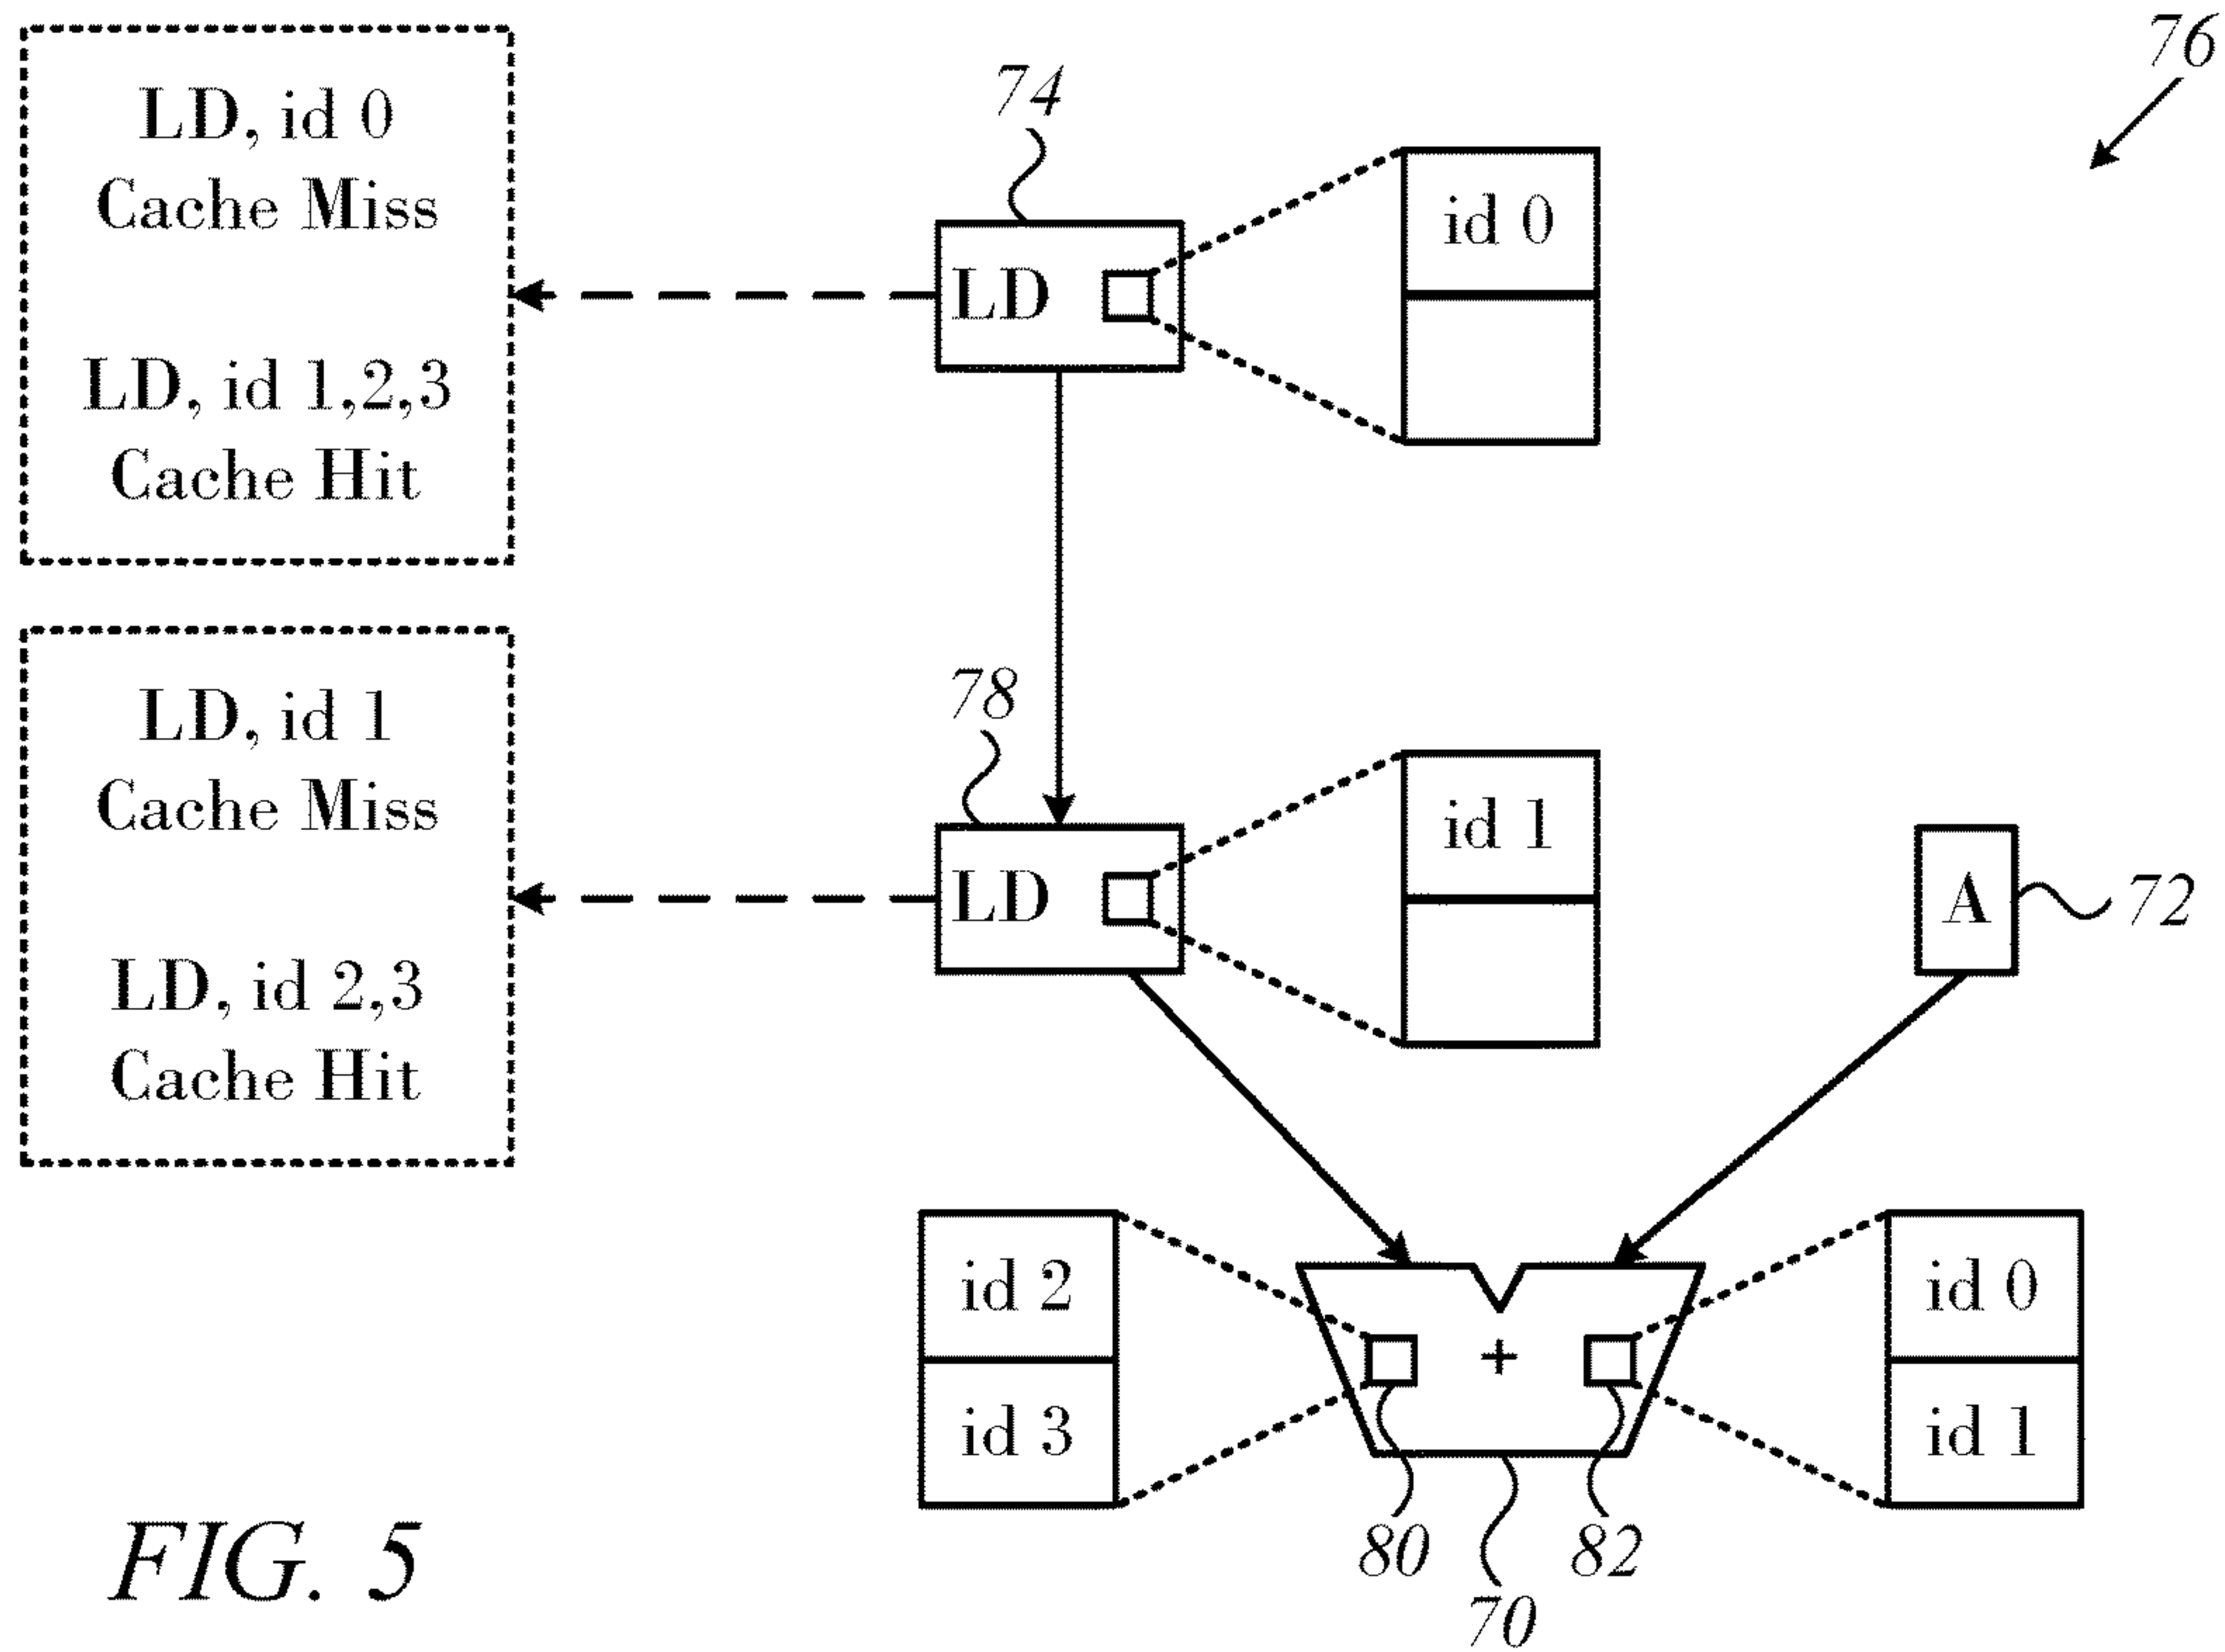 76
74
LD, id 0
Cache Miss
LD, id 1,2,3
Cache Hit
LD
id 0
78
LD, id 1
Cache Miss
LD, id 2,3
Cache Hit
LD
id 1
A
72
id 2
id 3
+
id 0
id 1
80
82
70
FIG. 5